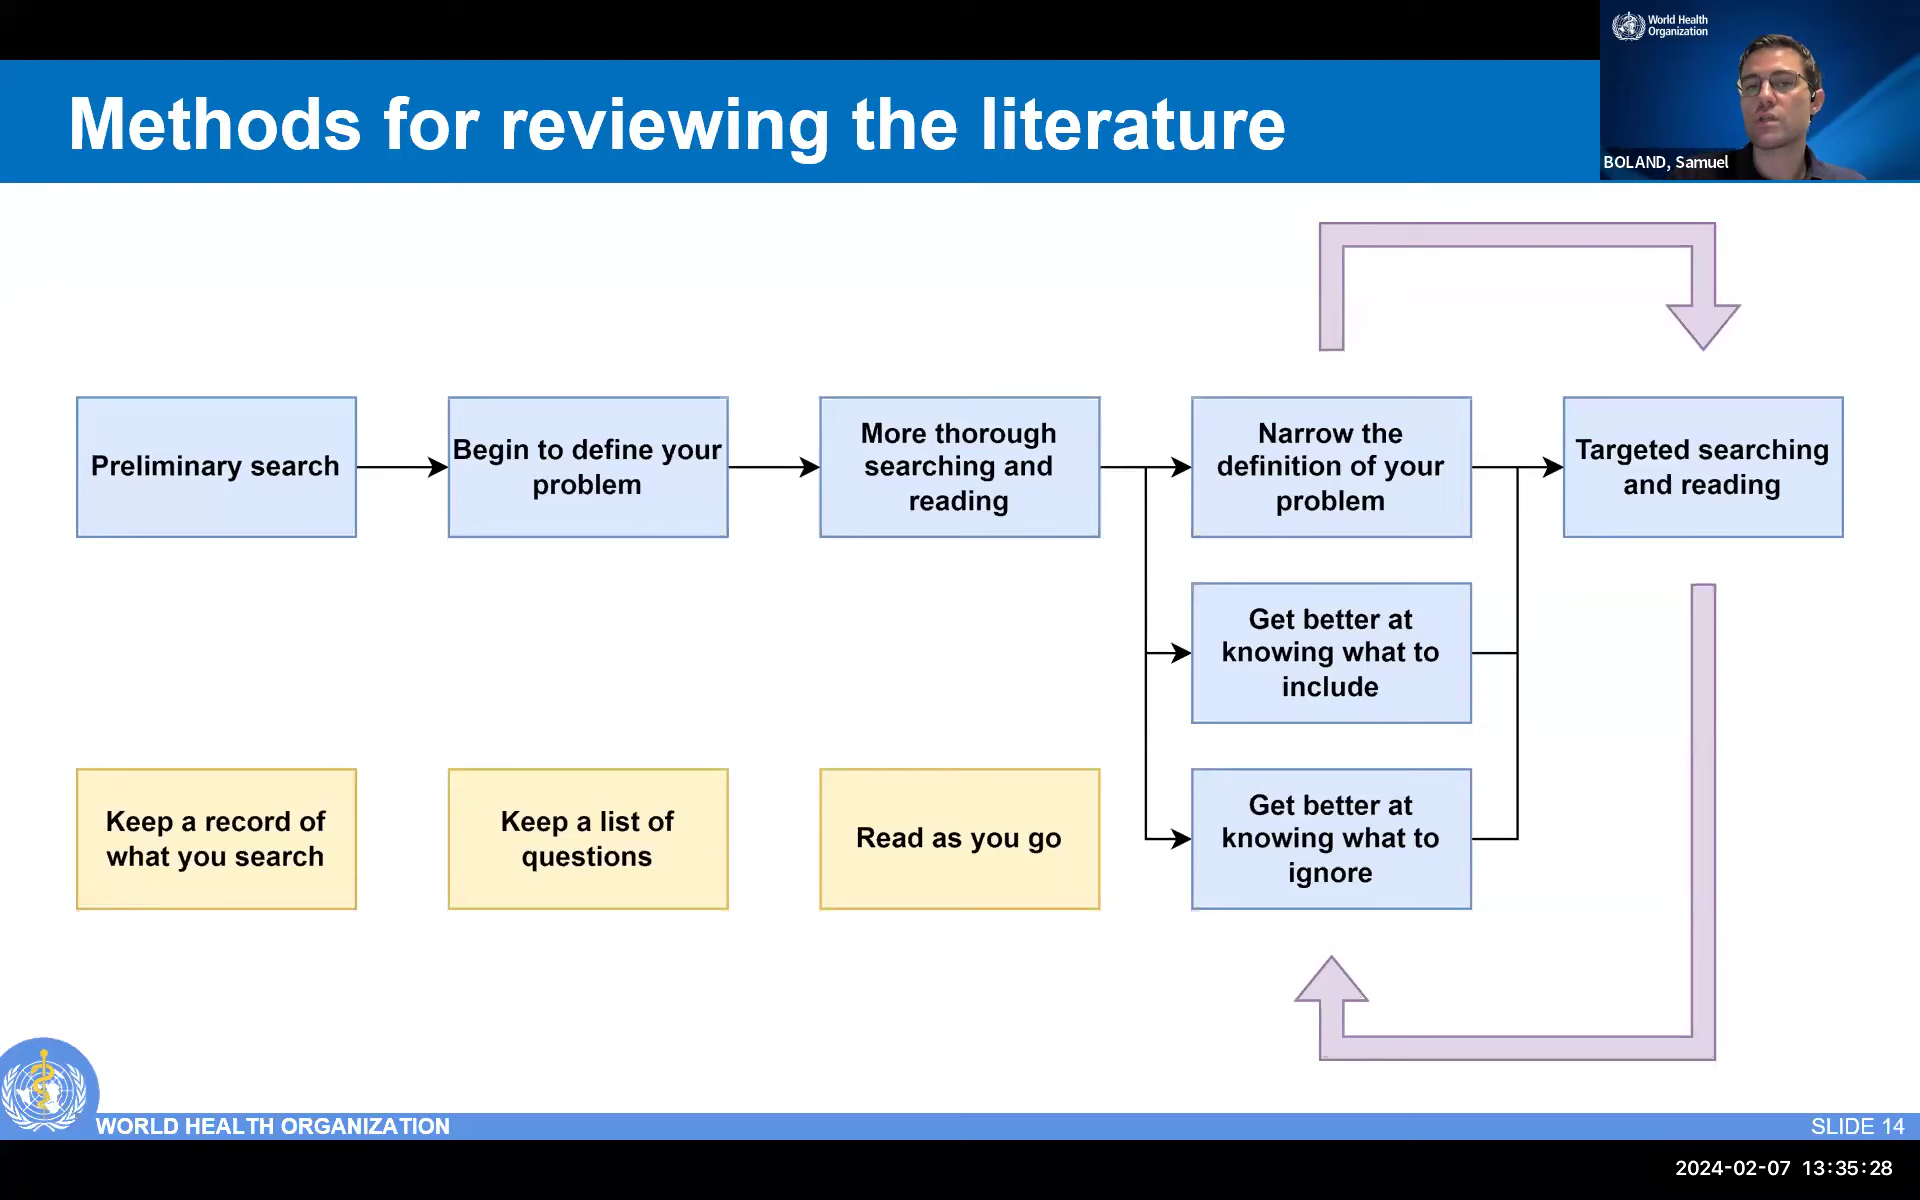 World Health
Organization
BOLAND, Samuel
Methods for reviewing the literature
Preliminary search
Begin to define your
problem
More thorough
searching and
reading
Narrow the
definition of your
problem
Targeted searching
and reading
Get better at
knowing what to
include
Keep a record of
what you search
Keep a list of
questions
Read as you go
Get better at
knowing what to
ignore
WORLD HEALTH ORGANIZATION
SLIDE 14
2024-02-07 13:35:28